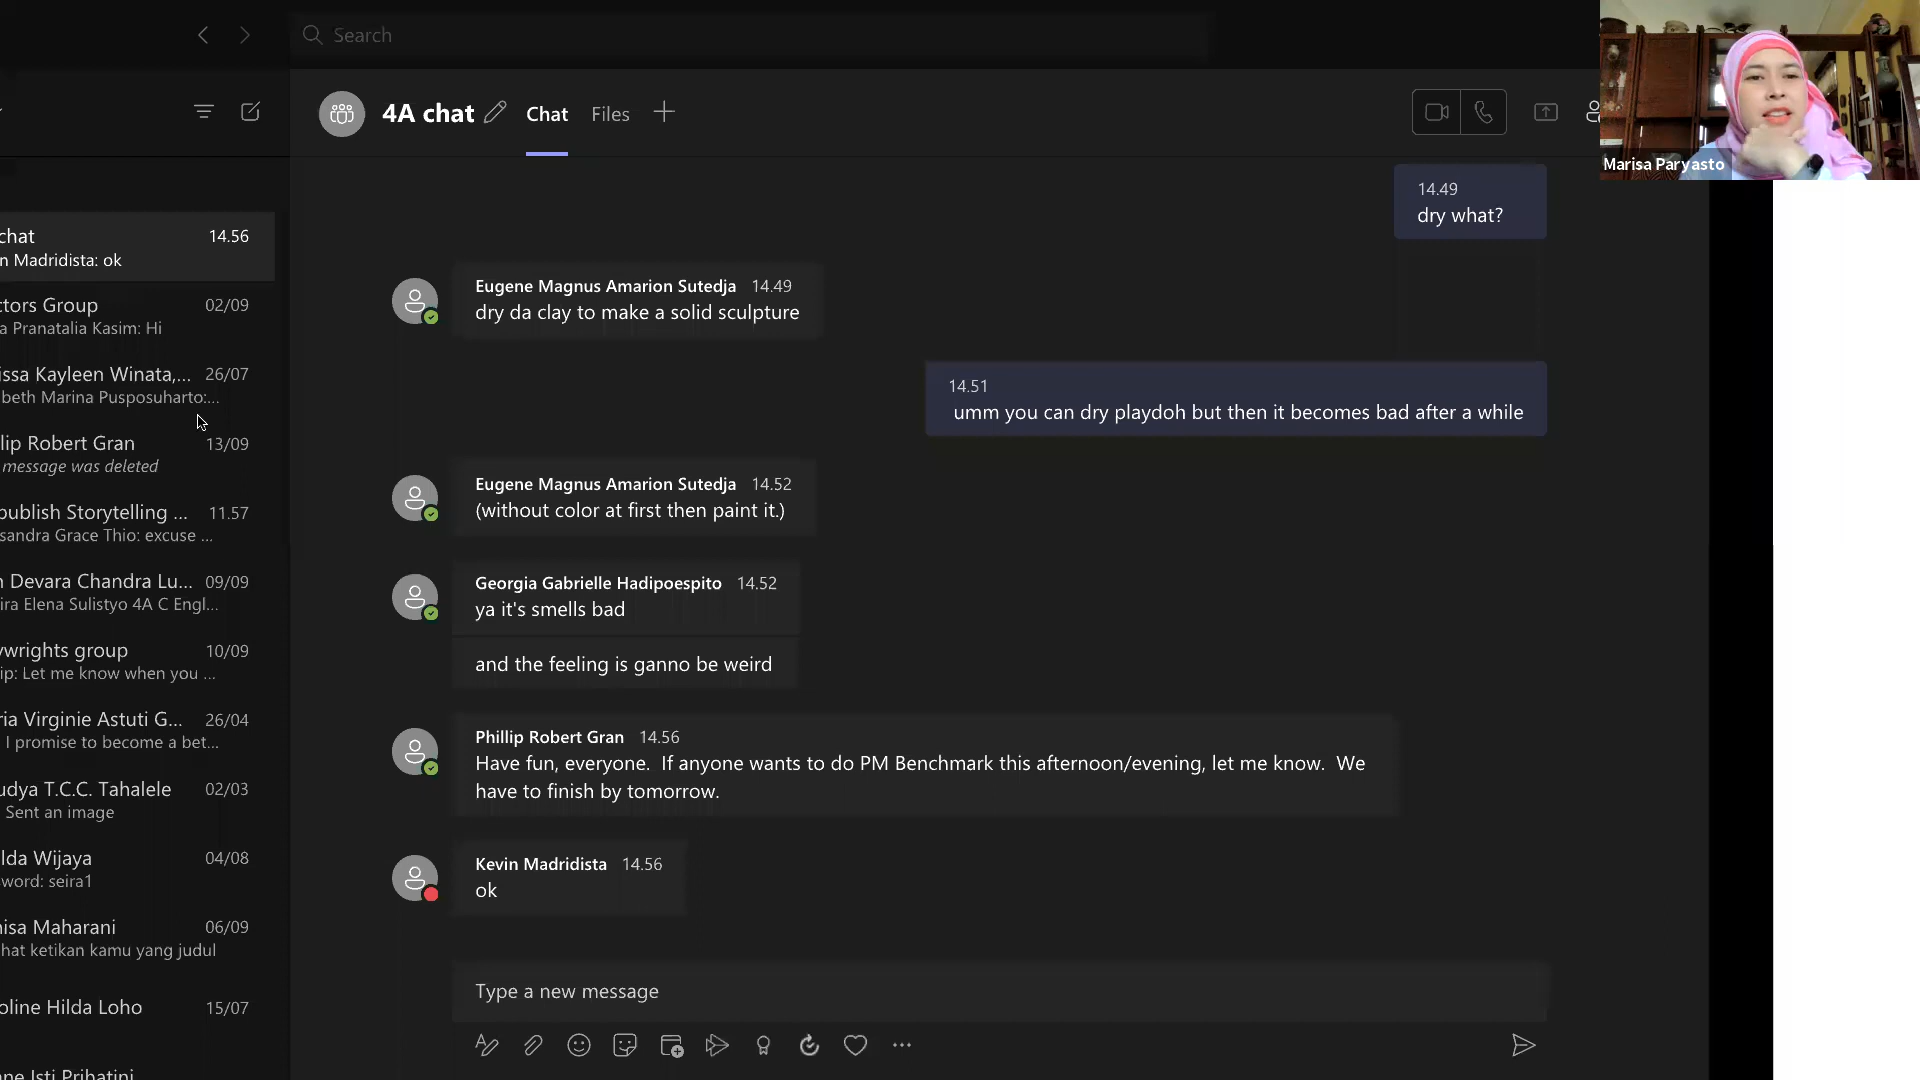 Search
4A chat
Chat
Files
Marisa Paryasto
chat 14.56
n Madridista: ok
ctors Group 02/09
a Pranatalia Kasim: Hi
issa Kayleen Winata,... 26/07
beth Marina Pusposuharto:...
lip Robert Gran 13/09
message was deleted
publish Storytelling ... 11.57
sandra Grace Thio: excuse ...
n Devara Chandra Lu... 09/09
ira Elena Sulistyo 4A C Engl...
ywrights group 10/09
ip: Let me know when you ...
ria Virginie Astuti G... 26/04
I promise to become a bet...
udya T.C.C. Tahalele 02/03
Sent an image
lda Wijaya 04/08
word: seira1
nisa Maharani 06/09
hat ketikan kamu yang judul
oline Hilda Loho 15/07
ne Isti Prihatini
14.49
dry what?
Eugene Magnus Amarion Sutedja 14.49
dry da clay to make a solid sculpture
14.51
umm you can dry playdoh but then it becomes bad after a while
Eugene Magnus Amarion Sutedja 14.52
(without color at first then paint it.)
Georgia Gabrielle Hadipoespito 14.52
ya it's smells bad
and the feeling is ganno be weird
Phillip Robert Gran 14.56
Have fun, everyone. If anyone wants to do PM Benchmark this afternoon/evening, let me know. We
have to finish by tomorrow.
Kevin Madridista 14.56
ok
Type a new message